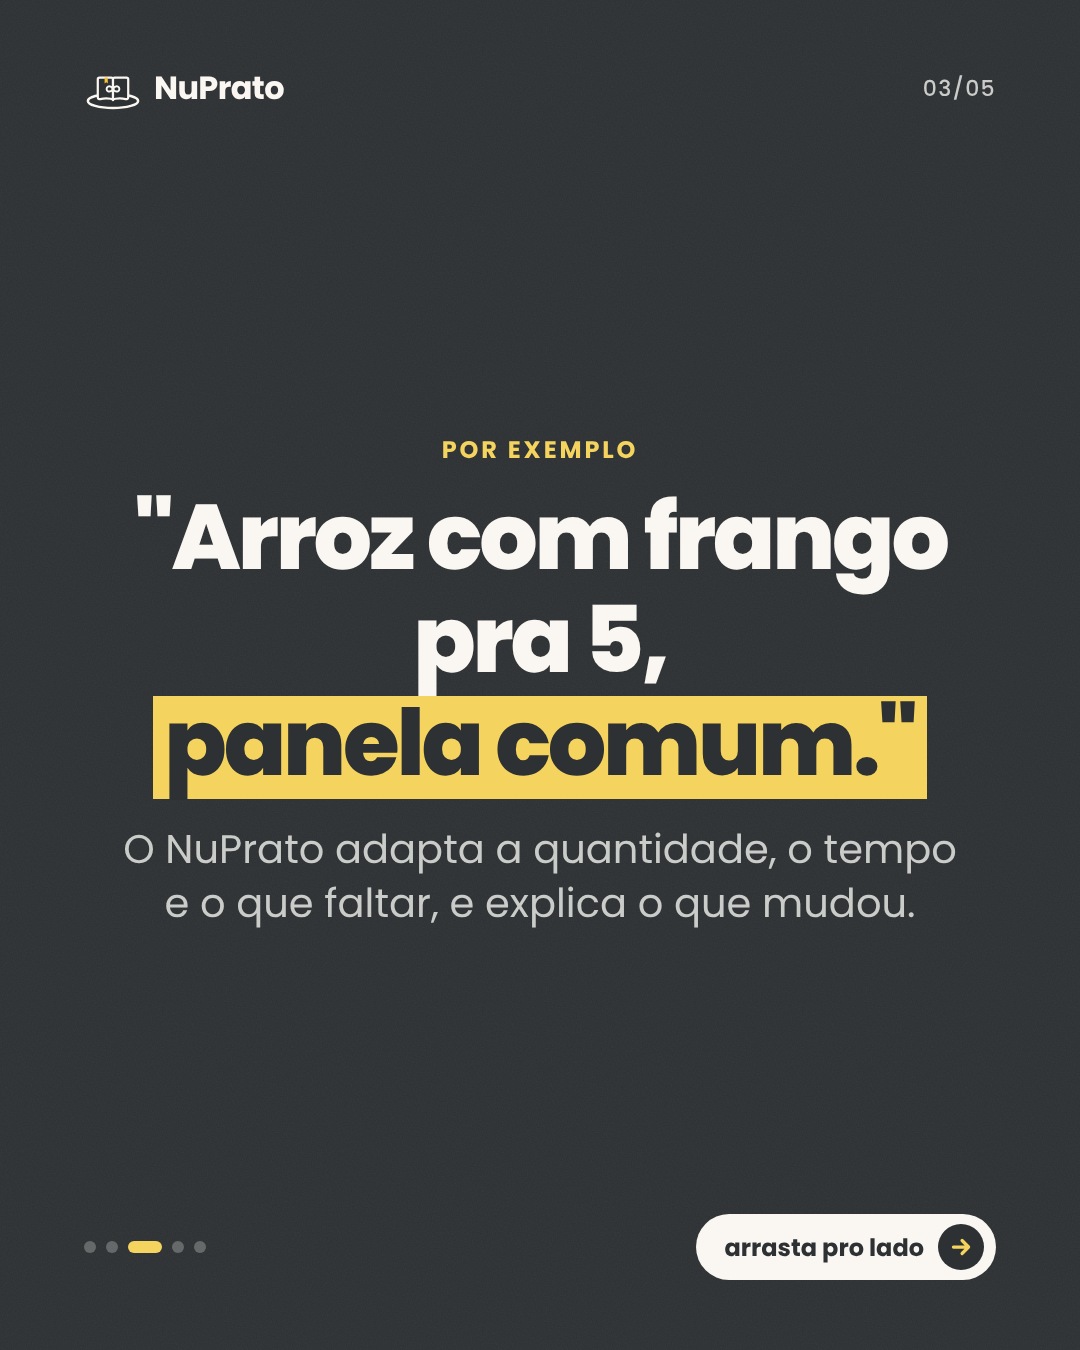 NuPrato
03/05
POR EXEMPLO
"Arroz com frango
pra 5,
panela comum."
O NuPrato adapta a quantidade, o tempo
e o que faltar, e explica o que mudou.
arrasta pro lado